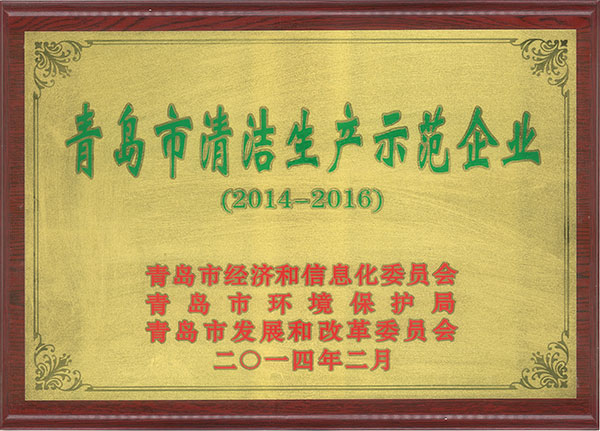 青岛市清洁生产示范企业
(2014-2016)
青岛市经济和信息化委员会
青岛市环境保护局
青岛市发展和改革委员会
二〇一四年二月